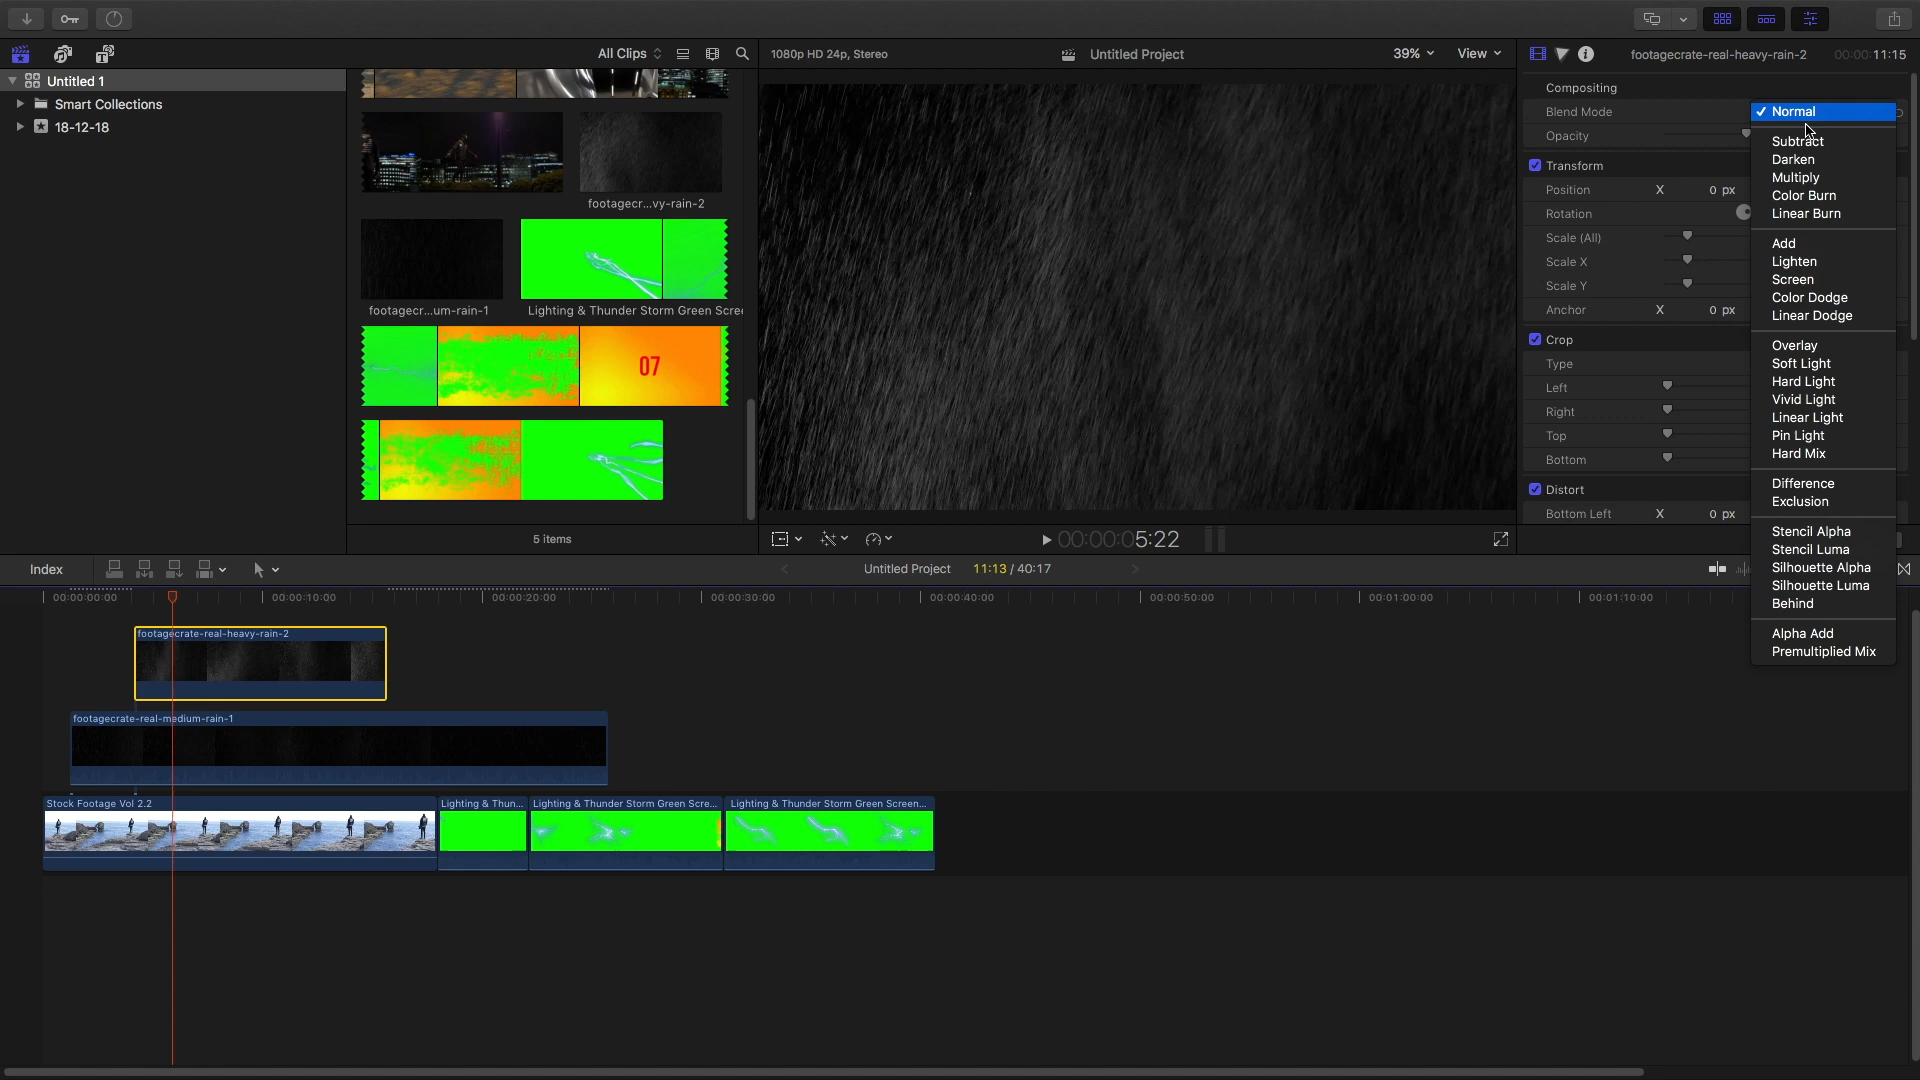 All Clips
1080p HD 24p, Stereo
Untitled Project
39%
View
footagecrate-real-heavy-rain-2
00:00:11:15
Untitled 1
Smart Collections
18-12-18
footagecr...vy-rain-2
footagecr...um-rain-1
Lighting & Thunder Storm Green Scree
07
5 items
00:00:05:22
Compositing
Blend Mode
Opacity
Transform
Position X 0 px
Rotation
Scale (All)
Scale X
Scale Y
Anchor X 0 px
Crop
Type
Left
Right
Top
Bottom
Distort
Bottom Left X 0 px
✓ Normal
Subtract
Darken
Multiply
Color Burn
Linear Burn
Add
Lighten
Screen
Color Dodge
Linear Dodge
Overlay
Soft Light
Hard Light
Vivid Light
Linear Light
Pin Light
Hard Mix
Difference
Exclusion
Stencil Alpha
Stencil Luma
Silhouette Alpha
Silhouette Luma
Behind
Alpha Add
Premultiplied Mix
Index
Untitled Project
11:13 / 40:17
00:00:00:00
00:00:10:00
00:00:20:00
00:00:30:00
00:00:40:00
00:00:50:00
00:01:00:00
00:01:10:00
footagecrate-real-heavy-rain-2
footagecrate-real-medium-rain-1
Stock Footage Vol 2.2
Lighting & Thun...
Lighting & Thunder Storm Green Scre...
Lighting & Thunder Storm Green Screen...